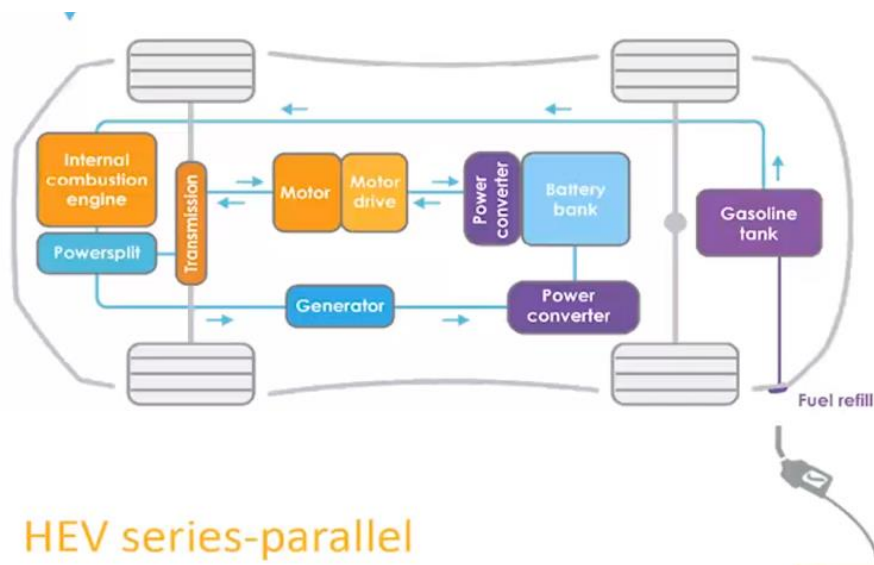 Internal
combustion
engine
Powersplit
Transmission
Motor
Motor
drive
Power
converter
Battery
bank
Gasoline
tank
Generator
Power
converter
Fuel refill
HEV series-parallel